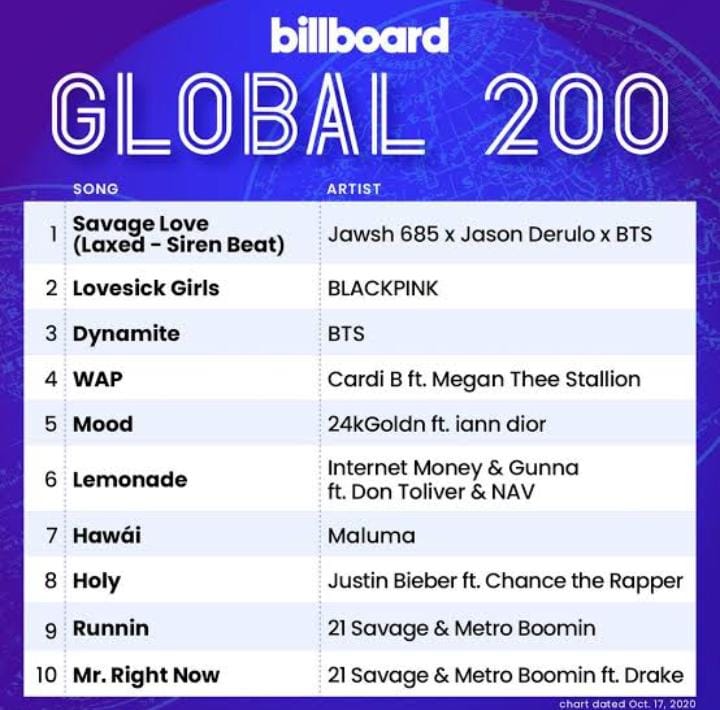 billboard
GLOBAL 200
SONG ARTIST
1 Savage Love
(Laxed - Siren Beat) Jawsh 685 x Jason Derulo x BTS
2 Lovesick Girls BLACKPINK
3 Dynamite BTS
4 WAP Cardi B ft. Megan Thee Stallion
5 Mood 24kGoldn ft. iann dior
6 Lemonade Internet Money & Gunna
ft. Don Toliver & NAV
7 Hawái Maluma
8 Holy Justin Bieber ft. Chance the Rapper
9 Runnin 21 Savage & Metro Boomin
10 Mr. Right Now 21 Savage & Metro Boomin ft. Drake
chart dated Oct. 17, 2020